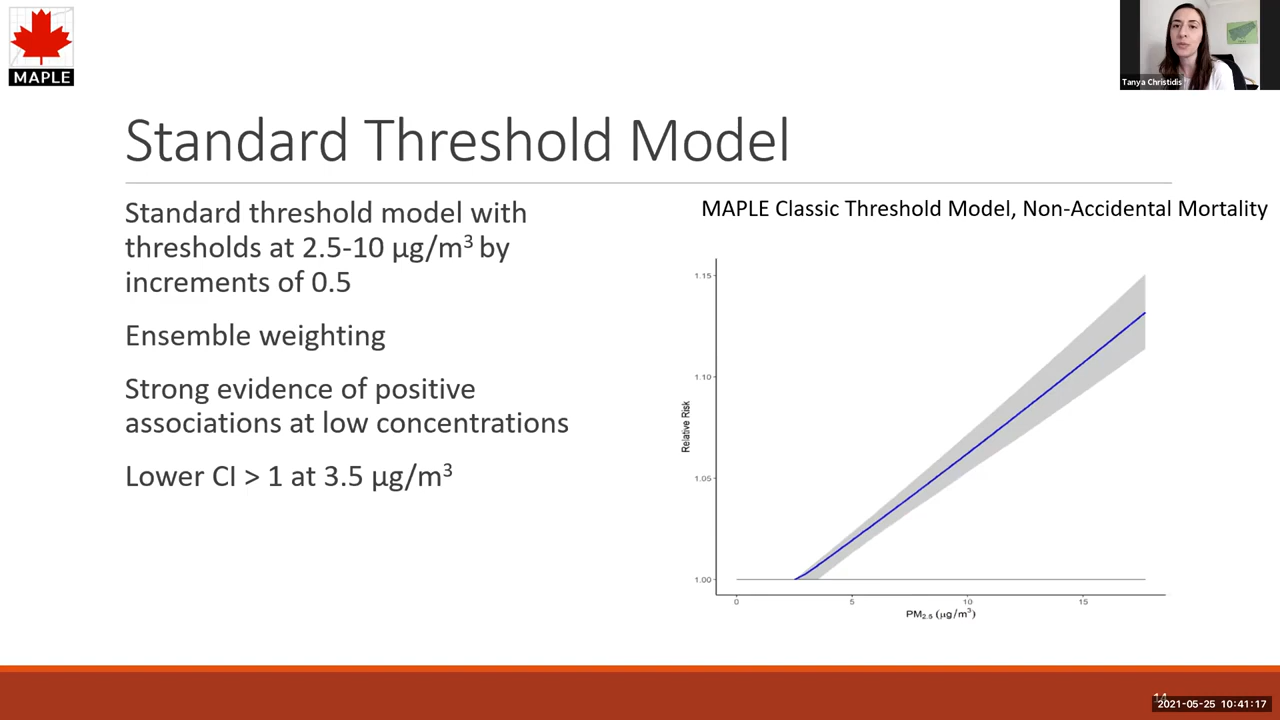 MAPLE
Tanya Christidis
Standard Threshold Model
Standard threshold model with
thresholds at 2.5-10 µg/m³ by
increments of 0.5
Ensemble weighting
Strong evidence of positive
associations at low concentrations
Lower CI > 1 at 3.5 µg/m³
MAPLE Classic Threshold Model, Non-Accidental Mortality
1.15
1.10
1.05
1.00
Relative Risk
0 5 10 15
PM2.5 (µg/m³)
14
2021-05-25 10:41:17